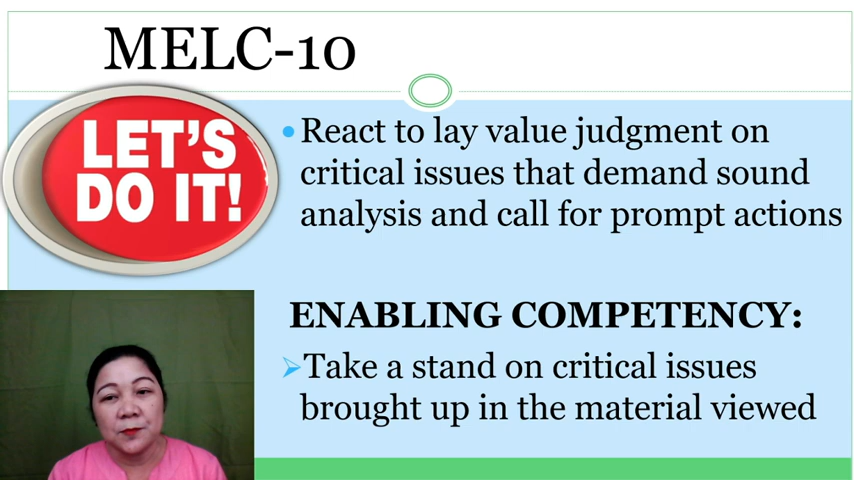 MELC-10
LET'S
DO IT!
React to lay value judgment on
critical issues that demand sound
analysis and call for prompt actions
ENABLING COMPETENCY:
Take a stand on critical issues
brought up in the material viewed